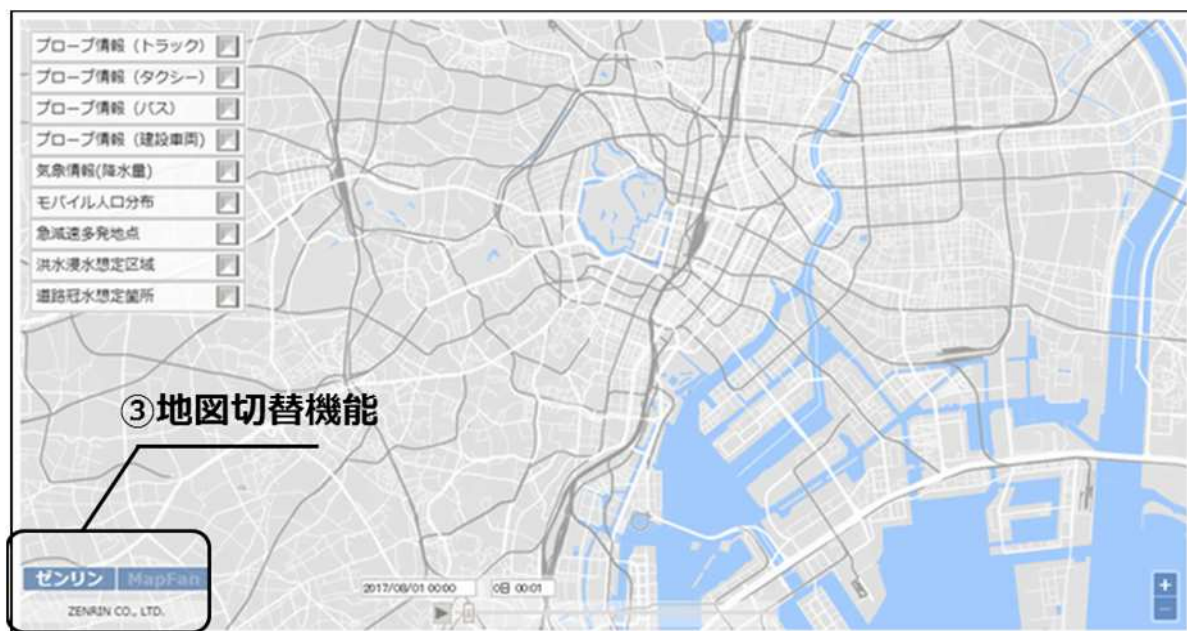 プローブ情報（トラック）
プローブ情報（タクシー）
プローブ情報（バス）
プローブ情報（建設車両)
気象情報(降水量)
モバイル人口分布
急減速多発地点
洪水浸水想定区域
道路冠水想定箇所
③地図切替機能
ゼンリン MapFan
ZENRIN CO., LTD.
2017/08/01 00:00 0日 00:01
+
−